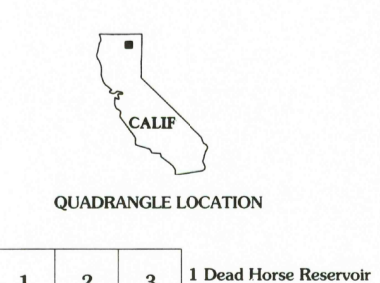 CALIF
QUADRANGLE LOCATION
1 2 3 1 Dead Horse Reservoir